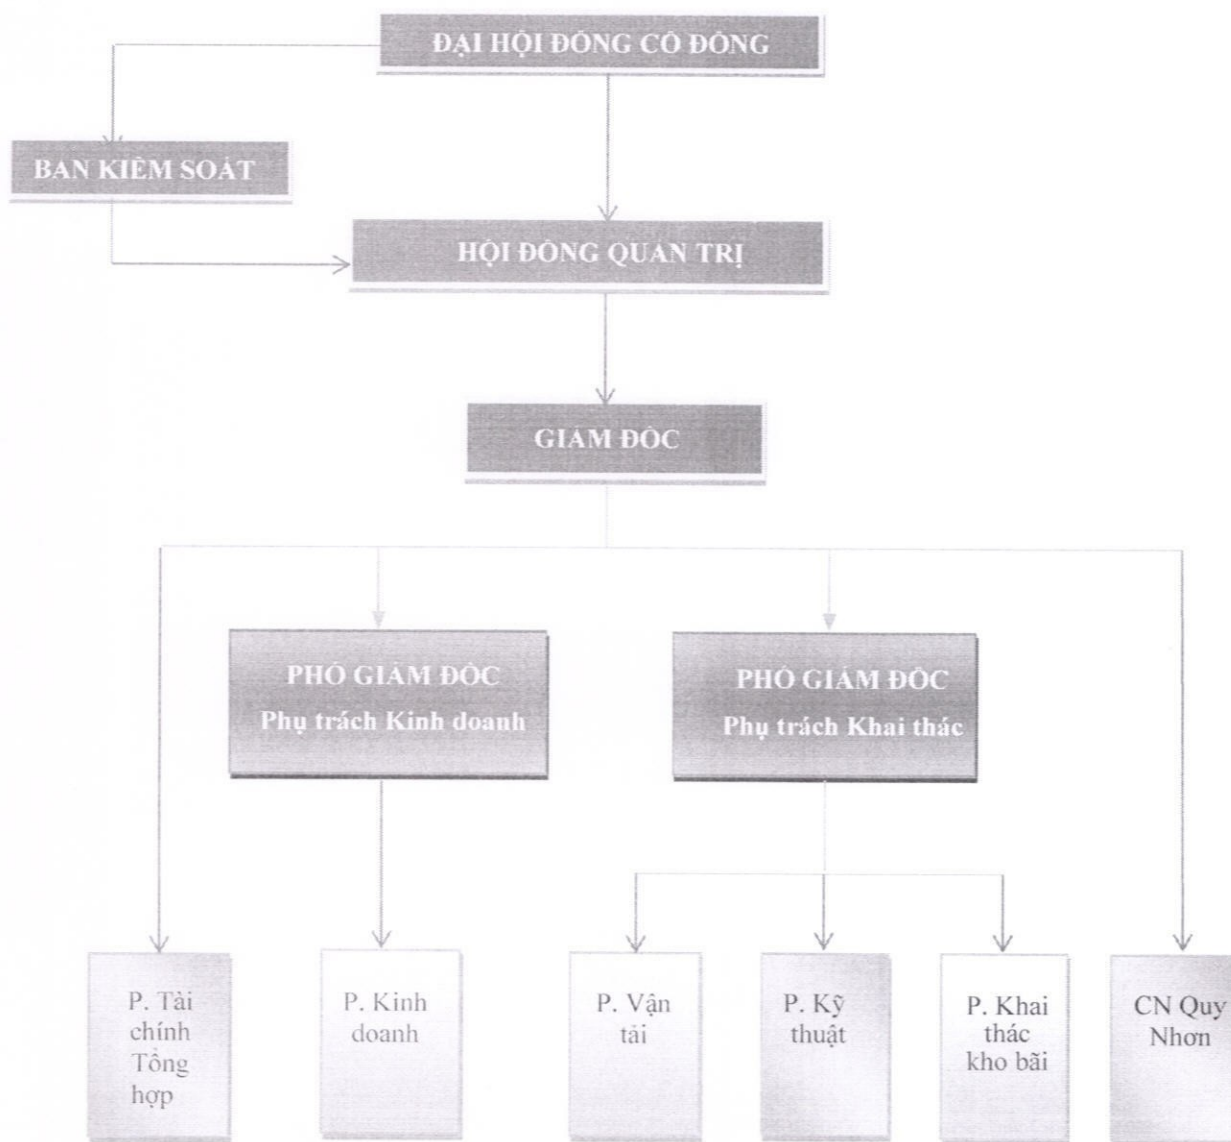 ĐẠI HỘI ĐỒNG CỔ ĐÔNG
BAN KIỂM SOÁT
HỘI ĐỒNG QUẢN TRỊ
GIÁM ĐỐC
PHÓ GIÁM ĐỐC
Phụ trách Kinh doanh
PHÓ GIÁM ĐỐC
Phụ trách Khai thác
P. Tài
chính
Tổng
hợp
P. Kinh
doanh
P. Vận
tải
P. Kỹ
thuật
P. Khai
thác
kho bãi
CN Quy
Nhơn